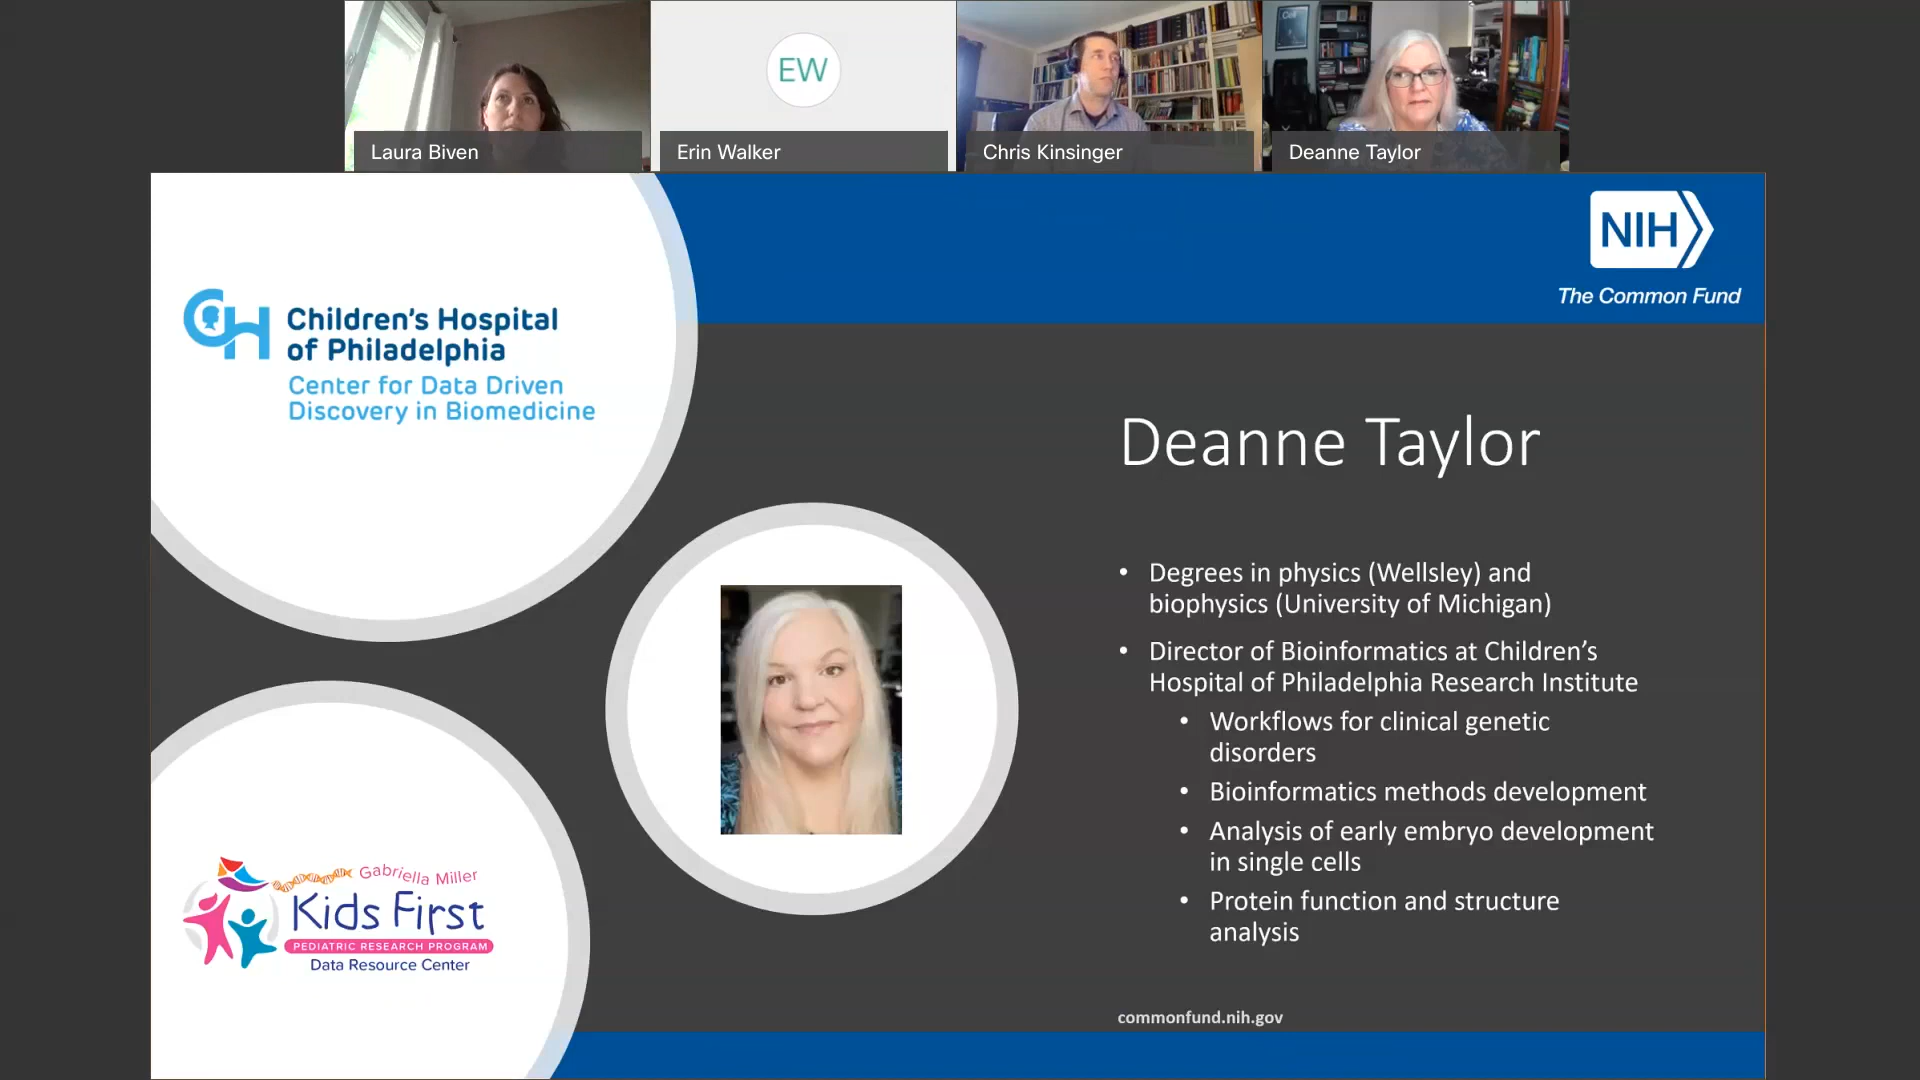 Laura Biven
EW
Erin Walker
Chris Kinsinger
Deanne Taylor
NIH
The Common Fund
Children's Hospital
of Philadelphia
Center for Data Driven
Discovery in Biomedicine
Deanne Taylor
• Degrees in physics (Wellsley) and
biophysics (University of Michigan)
• Director of Bioinformatics at Children's
Hospital of Philadelphia Research Institute
• Workflows for clinical genetic
disorders
• Bioinformatics methods development
• Analysis of early embryo development
in single cells
• Protein function and structure
analysis
Gabriella Miller
Kids First
PEDIATRIC RESEARCH PROGRAM
Data Resource Center
commonfund.nih.gov